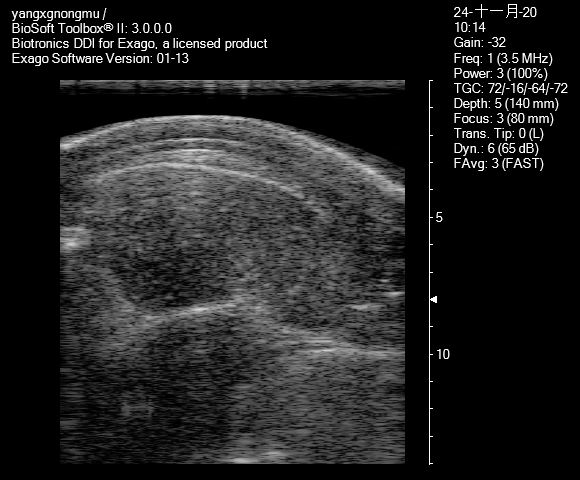 yangxgnongmu /
BioSoft Toolbox® II: 3.0.0.0
Biotronics DDI for Exago, a licensed product
Exago Software Version: 01-13
24-十一月-20
10:14
Gain: -32
Freq: 1 (3.5 MHz)
Power: 3 (100%)
TGC: 72/-16/-64/-72
Depth: 5 (140 mm)
Focus: 3 (80 mm)
Trans. Tip: 0 (L)
Dyn.: 6 (65 dB)
FAvg: 3 (FAST)
5
10